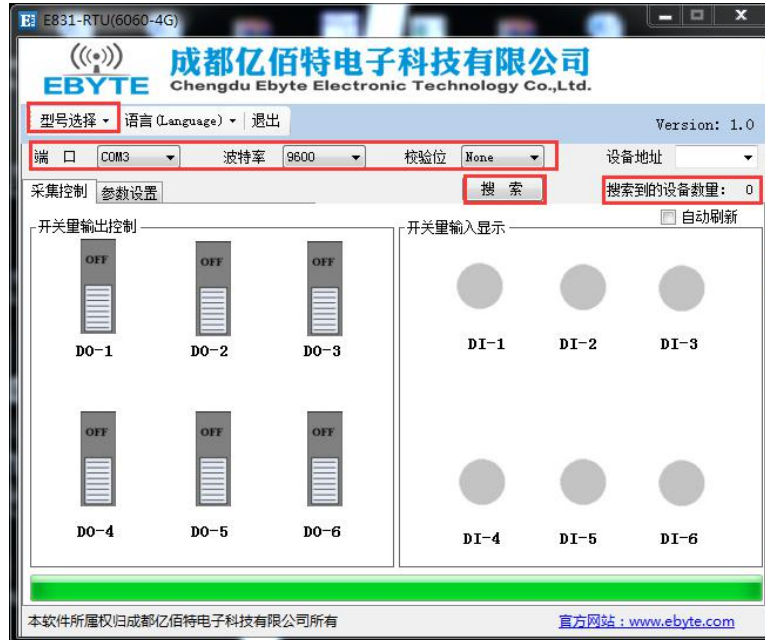 E831-RTU(6060-4G)
EBYTE 成都亿佰特电子科技有限公司
Chengdu Ebyte Electronic Technology Co.,Ltd.
型号选择 语言(Language) 退出 Version: 1.0
端 口 COM3 波特率 9600 校验位 None 设备地址
采集控制 参数设置 搜 索 搜索到的设备数量: 0
开关量输出控制 开关量输入显示 自动刷新
OFF OFF OFF
DO-1 DO-2 DO-3 DI-1 DI-2 DI-3
OFF OFF OFF
DO-4 DO-5 DO-6 DI-4 DI-5 DI-6
本软件所属权归成都亿佰特电子科技有限公司所有 官方网站:www.ebyte.com